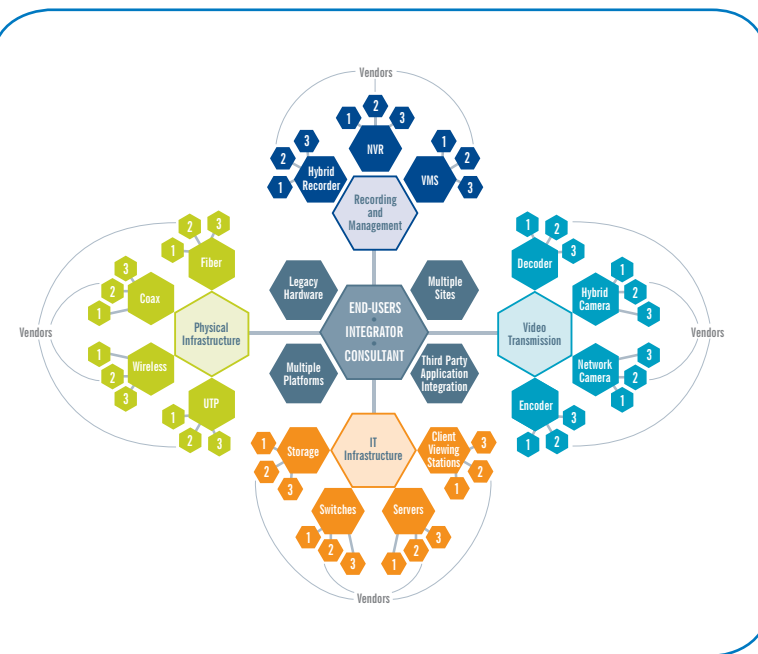 Vendors
2
1
3
3
NVR
1
2
2
Hybrid
Recorder
VMS
1
3
Recording
and
Management
2
3
1
Fiber
3
Coax
2
1
Legacy
Hardware
Multiple
Sites
1
2
3
Decoder
1
Hybrid
Camera
2
3
Vendors
Physical
Infrastructure
END-USERS
•
INTEGRATOR
•
CONSULTANT
Video
Transmission
Vendors
1
Wireless
2
3
Multiple
Platforms
Third Party
Application
Integration
3
Network
Camera
2
1
UTP
1
2
3
Encoder
3
1
2
1
Storage
2
3
IT
Infrastructure
Client
Viewing
Stations
3
2
1
Switches
Servers
1
2
3
3
2
1
Vendors